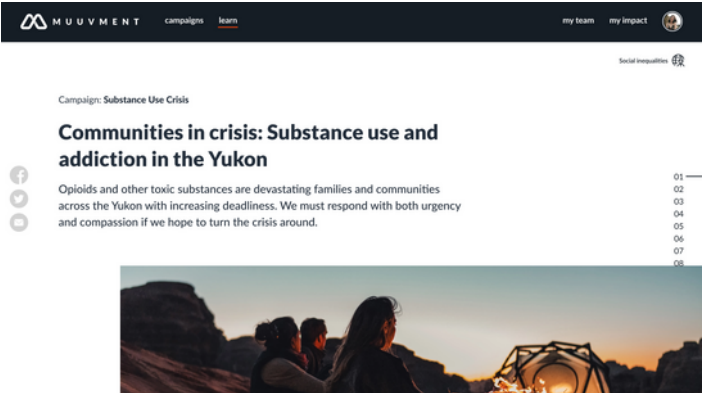 MUUVMENT campaigns learn my team my impact
Social inequalities
Campaign: Substance Use Crisis
Communities in crisis: Substance use and
addiction in the Yukon
Opioids and other toxic substances are devastating families and communities
across the Yukon with increasing deadliness. We must respond with both urgency
and compassion if we hope to turn the crisis around.
01
02
03
04
05
06
07
08